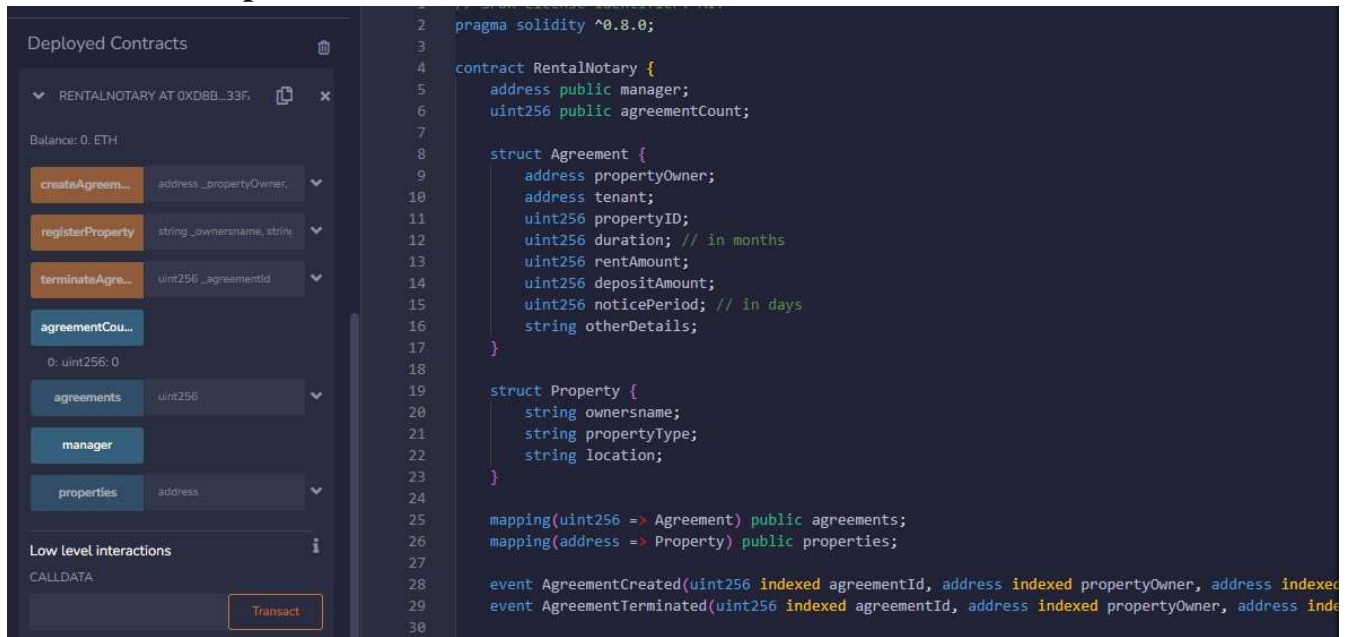 Deployed Contracts
RENTALNOTARY AT 0XD8B...33F
Balance: 0. ETH
createAgreem... address _propertyOwner,
registerProperty string _ownersname, string
terminateAgre... uint256 _agreementId
agreementCou...
0: uint256: 0
agreements uint256
manager
properties address
Low level interactions
i
CALLDATA
Transact
2 pragma solidity ^0.8.0;
3
4 contract RentalNotary {
5 address public manager;
6 uint256 public agreementCount;
7
8 struct Agreement {
9 address propertyOwner;
10 address tenant;
11 uint256 propertyID;
12 uint256 duration; // in months
13 uint256 rentAmount;
14 uint256 depositAmount;
15 uint256 noticePeriod; // in days
16 string otherDetails;
17 }
18
19 struct Property {
20 string ownersname;
21 string propertyType;
22 string location;
23 }
24
25 mapping(uint256 => Agreement) public agreements;
26 mapping(address => Property) public properties;
27
28 event AgreementCreated(uint256 indexed agreementId, address indexed propertyOwner, address indexed
29 event AgreementTerminated(uint256 indexed agreementId, address indexed propertyOwner, address inde
30